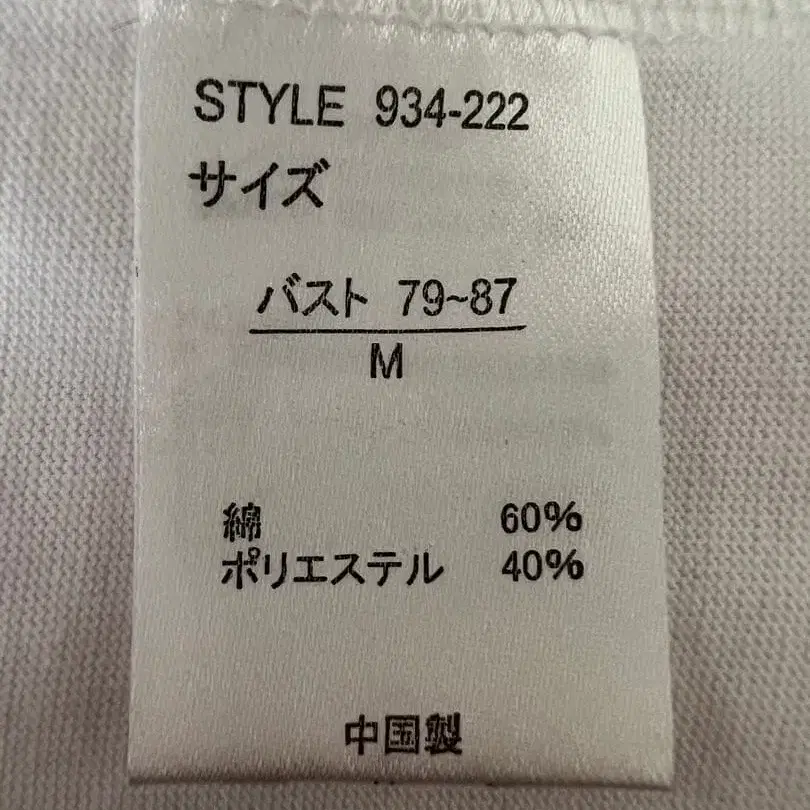 STYLE 934-222
サイズ
バスト 79~87
M
綿 60%
ポリエステル 40%
中国製